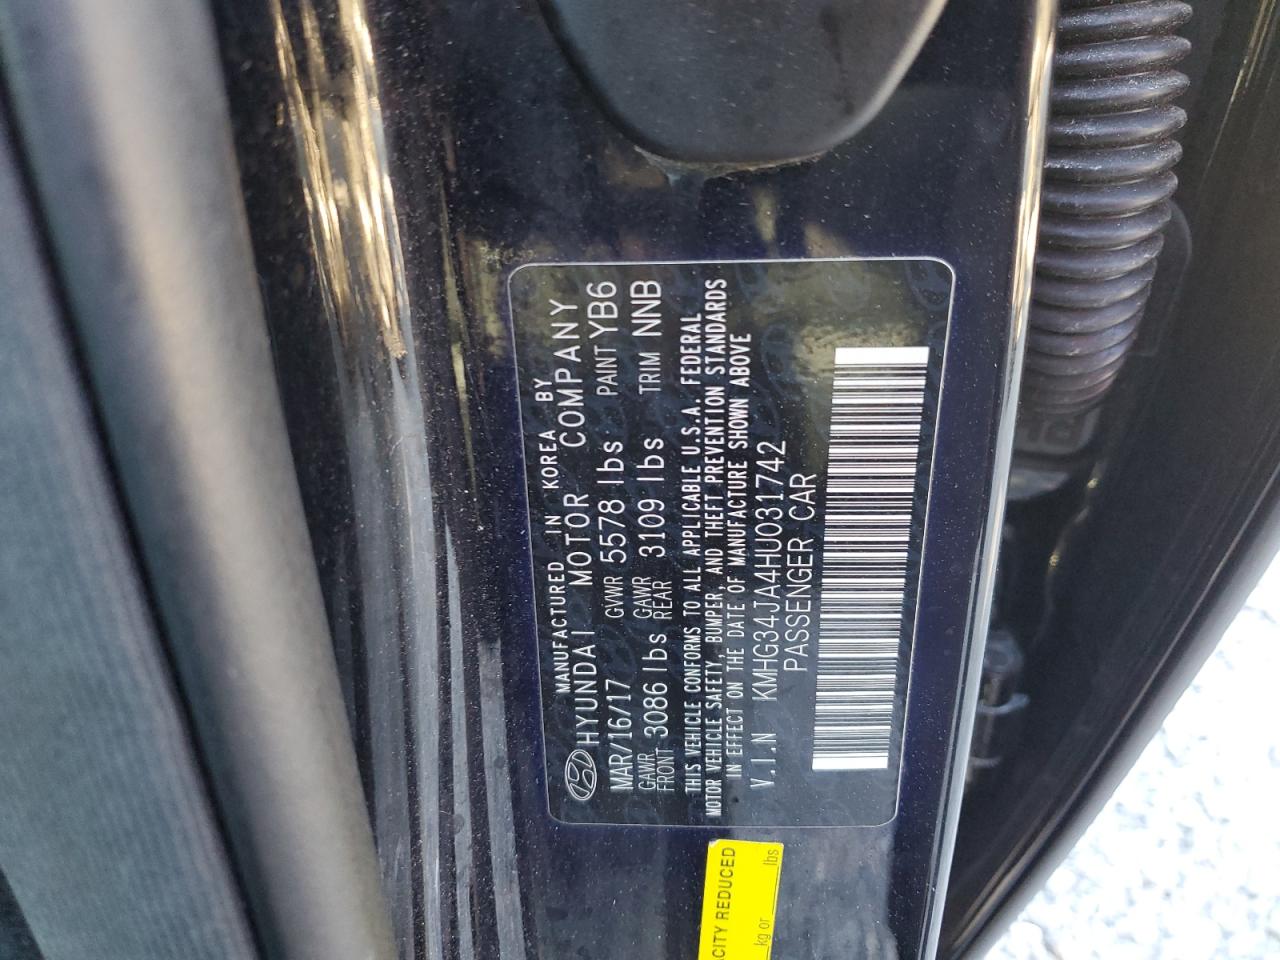 MANUFACTURED IN KOREA BY
HYUNDAI MOTOR COMPANY
MAR/16/17 GVWR 5578 lbs PAINT YB6
GAWR FRONT 3086 lbs GAWR REAR 3109 lbs TRIM NNB
THIS VEHICLE CONFORMS TO ALL APPLICABLE U.S.A. FEDERAL
MOTOR VEHICLE SAFETY, BUMPER, AND THEFT PREVENTION STANDARDS
IN EFFECT ON THE DATE OF MANUFACTURE SHOWN ABOVE
V.I.N KMHG34JA4HU031742
PASSENGER CAR
ACITY REDUCED
kg or lbs